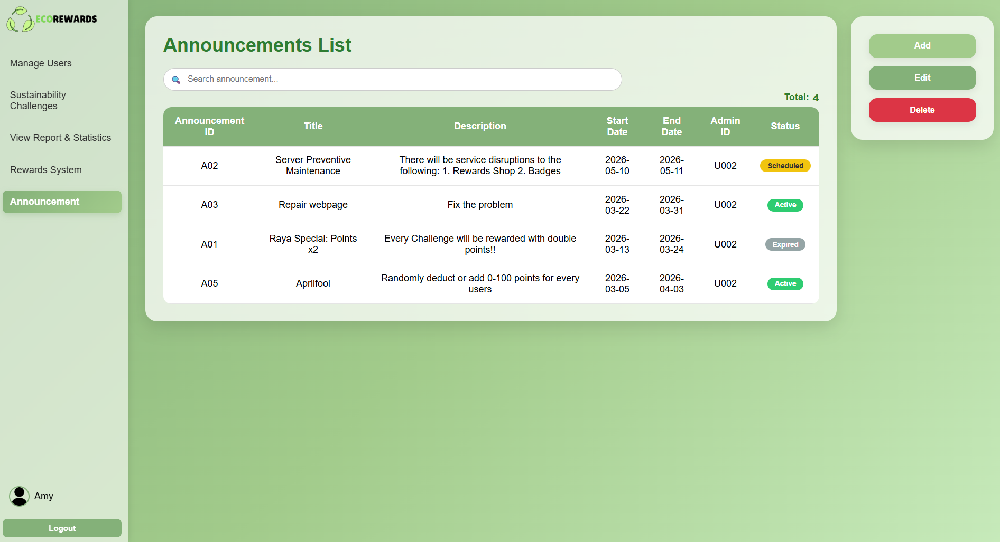 ECOREWARDS
Manage Users
Sustainability
Challenges
View Report & Statistics
Rewards System
Announcement
Amy
Logout
Announcements List
Search announcement...
Total: 4
Announcement
ID
Title
Description
Start
Date
End
Date
Admin
ID
Status
A02
Server Preventive
Maintenance
There will be service disruptions to the
following: 1. Rewards Shop 2. Badges
2026-
05-10
2026-
05-11
U002
Scheduled
A03
Repair webpage
Fix the problem
2026-
03-22
2026-
03-31
U002
Active
A01
Raya Special: Points
x2
Every Challenge will be rewarded with double
points!!
2026-
03-13
2026-
03-24
U002
Expired
A05
Aprilfool
Randomly deduct or add 0-100 points for every
users
2026-
03-05
2026-
04-03
U002
Active
Add
Edit
Delete